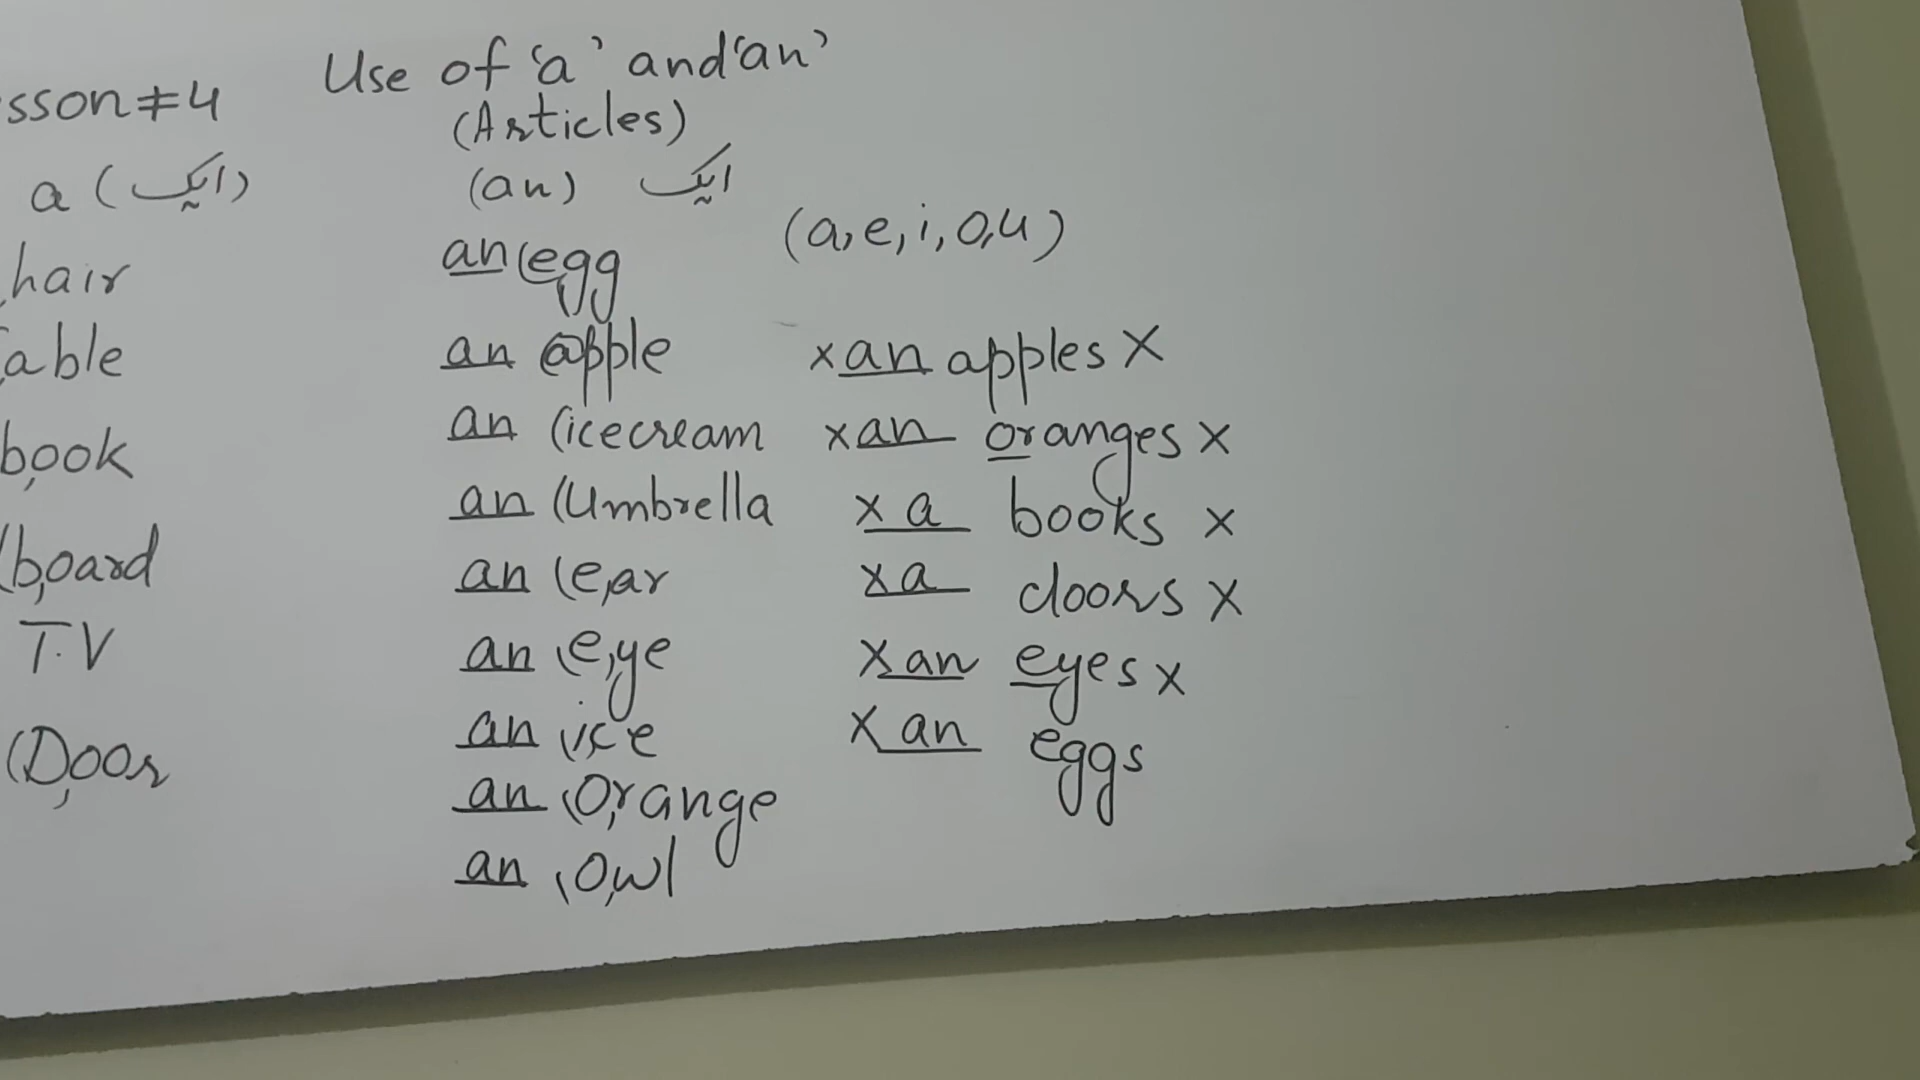 sson #4
Use of 'a' and 'an'
(Articles)
a (ایک)
(an) ایک
(a, e, i, o, u)
hair
able
book
board
T.V
Door
an egg
an apple
an icecream
an Umbrella
an ear
an eye
an ice
an Orange
an Owl
x an apples x
x an oranges x
x a books x
x a doors x
x an eyes x
x an eggs